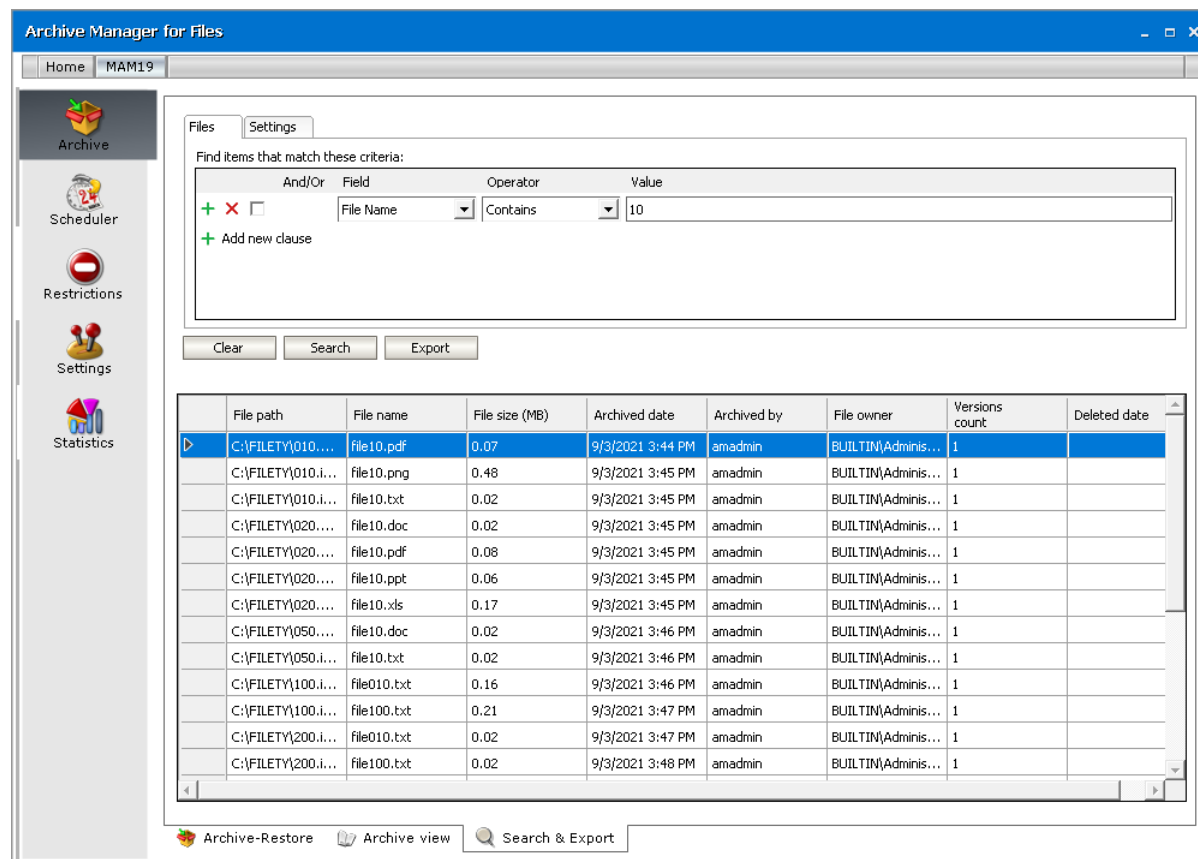 Archive Manager for Files
Home MAM19
Archive
Scheduler
Restrictions
Settings
Statistics
Files Settings
Find items that match these criteria:
And/Or Field Operator Value
File Name Contains 10
Add new clause
Clear Search Export
File path File name File size (MB) Archived date Archived by File owner Versions count Deleted date
C:\FILETY\010.... file10.pdf 0.07 9/3/2021 3:44 PM amadmin BUILTIN\Adminis... 1
C:\FILETY\010.i... file10.png 0.48 9/3/2021 3:45 PM amadmin BUILTIN\Adminis... 1
C:\FILETY\010.i... file10.txt 0.02 9/3/2021 3:45 PM amadmin BUILTIN\Adminis... 1
C:\FILETY\020.... file10.doc 0.02 9/3/2021 3:45 PM amadmin BUILTIN\Adminis... 1
C:\FILETY\020.... file10.pdf 0.08 9/3/2021 3:45 PM amadmin BUILTIN\Adminis... 1
C:\FILETY\020.... file10.ppt 0.06 9/3/2021 3:45 PM amadmin BUILTIN\Adminis... 1
C:\FILETY\020.... file10.xls 0.17 9/3/2021 3:45 PM amadmin BUILTIN\Adminis... 1
C:\FILETY\050.... file10.doc 0.02 9/3/2021 3:46 PM amadmin BUILTIN\Adminis... 1
C:\FILETY\050.i... file10.txt 0.02 9/3/2021 3:46 PM amadmin BUILTIN\Adminis... 1
C:\FILETY\100.i... file010.txt 0.16 9/3/2021 3:46 PM amadmin BUILTIN\Adminis... 1
C:\FILETY\100.i... file100.txt 0.21 9/3/2021 3:47 PM amadmin BUILTIN\Adminis... 1
C:\FILETY\200.i... file010.txt 0.02 9/3/2021 3:47 PM amadmin BUILTIN\Adminis... 1
C:\FILETY\200.i... file100.txt 0.02 9/3/2021 3:48 PM amadmin BUILTIN\Adminis... 1
Archive-Restore Archive view Search & Export